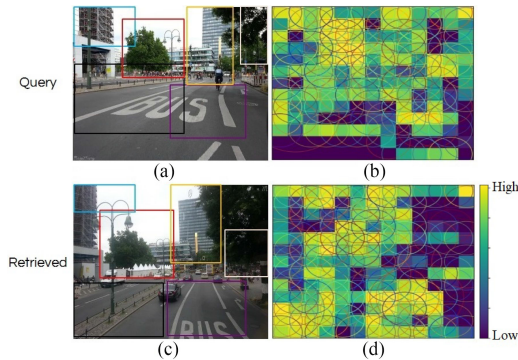 Query
BUS
(a)
(b)
High
Retrieved
BUS
Low
(c)
(d)